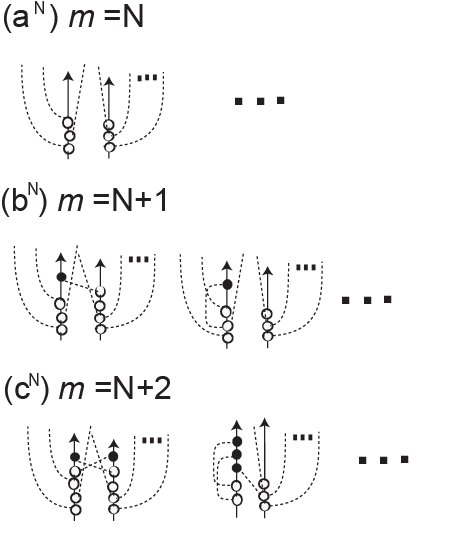 (a^N) m =N
(b^N) m =N+1
(c^N) m =N+2